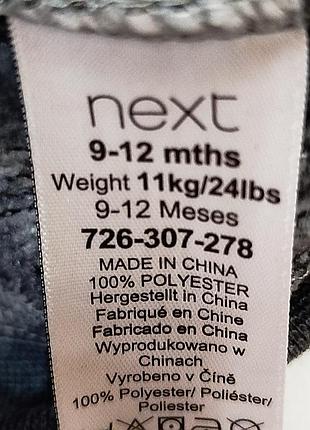 next
9-12 mths
Weight 11kg/24lbs
9-12 Meses
726-307-278
MADE IN CHINA
100% POLYESTER
Hergestellt in China
Fabriqué en Chine
Fabricado en China
Wyprodukowano w
Chinach
Vyrobeno v Číně
100% Polyester/ Poliéster/
Poliester